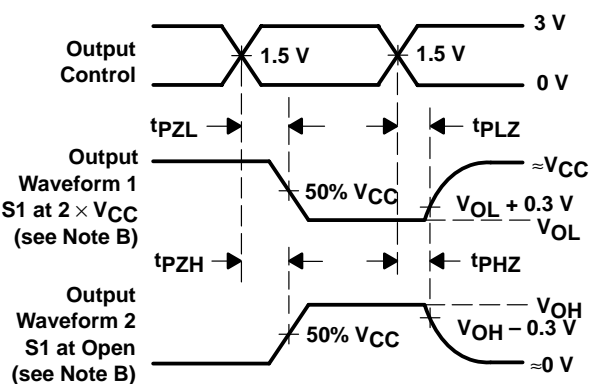 Output
Control
3 V
1.5 V
1.5 V
0 V
tPZL
tPLZ
Output
Waveform 1
S1 at 2 × VCC
(see Note B)
≈VCC
50% VCC
VOL + 0.3 V
VOL
tPZH
tPHZ
Output
Waveform 2
S1 at Open
(see Note B)
VOH
50% VCC
VOH – 0.3 V
≈0 V